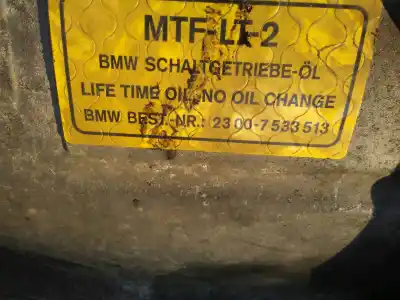 MTF-LT-2
BMW SCHALTGETRIEBE-ÖL
LIFE TIME OIL NO OIL CHANGE
BMW BEST.-NR.: 23 00-7 533 513